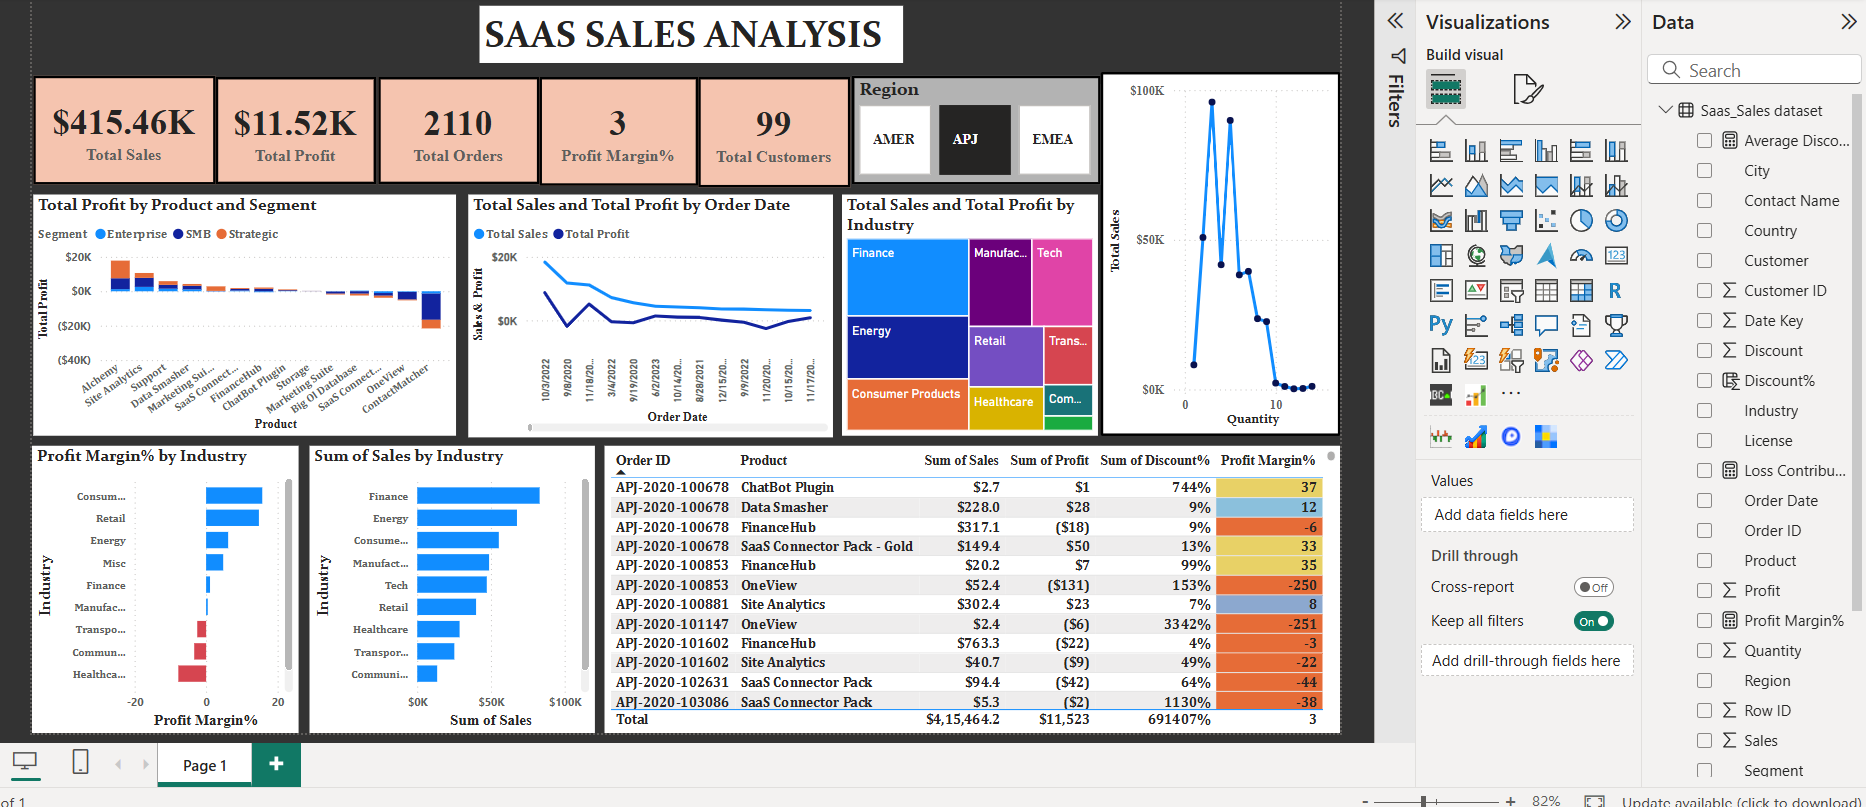 SAAS SALES ANALYSIS
$415.46K
Total Sales
$11.52K
Total Profit
2110
Total Orders
3
Profit Margin%
99
Total Customers
Region
AMER
APJ
EMEA
Total Profit by Product and Segment
Segment Enterprise SMB Strategic
Total Profit
$20K
$0K
($20K)
($40K)
Alchemy
Site Analytics
Support
Data Smasher
Marketing Sui...
SaaS Connect...
FinanceHub
ChatBot Plugin
Storage
Marketing Suite
Big Ol Database
SaaS Connect...
OneView
ContactMatcher
Product
Total Sales and Total Profit by Order Date
Total Sales Total Profit
Sales & Profit
$20K
$0K
10/3/2022
9/8/2020
11/18/20...
3/4/2022
9/19/2020
6/2/2023
10/14/20...
8/28/2021
12/15/20...
9/9/2022
11/20/20...
10/15/20...
11/17/20...
Order Date
Total Sales and Total Profit by
Industry
Finance
Energy
Consumer Products
Manufac...
Tech
Retail
Trans...
Healthcare
Com...
Total Sales
$100K
$50K
$0K
0
10
Quantity
Profit Margin% by Industry
Industry
Consum...
Retail
Energy
Misc
Finance
Manufac...
Transpo...
Commun...
Healthca...
-20 0 20
Profit Margin%
Sum of Sales by Industry
Industry
Finance
Energy
Consume...
Manufact...
Tech
Retail
Healthcare
Transpor...
Communi...
$0K $50K $100K
Sum of Sales
Order ID Product Sum of Sales Sum of Profit Sum of Discount% Profit Margin%
APJ-2020-100678 ChatBot Plugin $2.7 $1 744% 37
APJ-2020-100678 Data Smasher $228.0 $28 9% 12
APJ-2020-100678 FinanceHub $317.1 ($18) 9% -6
APJ-2020-100678 SaaS Connector Pack - Gold $149.4 $50 13% 33
APJ-2020-100853 FinanceHub $20.2 $7 99% 35
APJ-2020-100853 OneView $52.4 ($131) 153% -250
APJ-2020-100881 Site Analytics $302.4 $23 7% 8
APJ-2020-101147 OneView $2.4 ($6) 3342% -251
APJ-2020-101602 FinanceHub $763.3 ($22) 4% -3
APJ-2020-101602 Site Analytics $40.7 ($9) 49% -22
APJ-2020-102631 SaaS Connector Pack $94.4 ($42) 64% -44
APJ-2020-103086 SaaS Connector Pack $5.3 ($2) 1130% -38
Total $4,15,464.2 $11,523 691407% 3
Page 1
of 1
Filters
Visualizations
Build visual
123
R
Py
123
ABC
...
Values
Add data fields here
Drill through
Cross-report Off
Keep all filters On
Add drill-through fields here
Data
Search
Saas_Sales dataset
Average Disco...
City
Contact Name
Country
Customer
Customer ID
Date Key
Discount
Discount%
Industry
License
Loss Contribu...
Order Date
Order ID
Product
Profit
Profit Margin%
Quantity
Region
Row ID
Sales
Segment
- + 82% Update available (click to download)